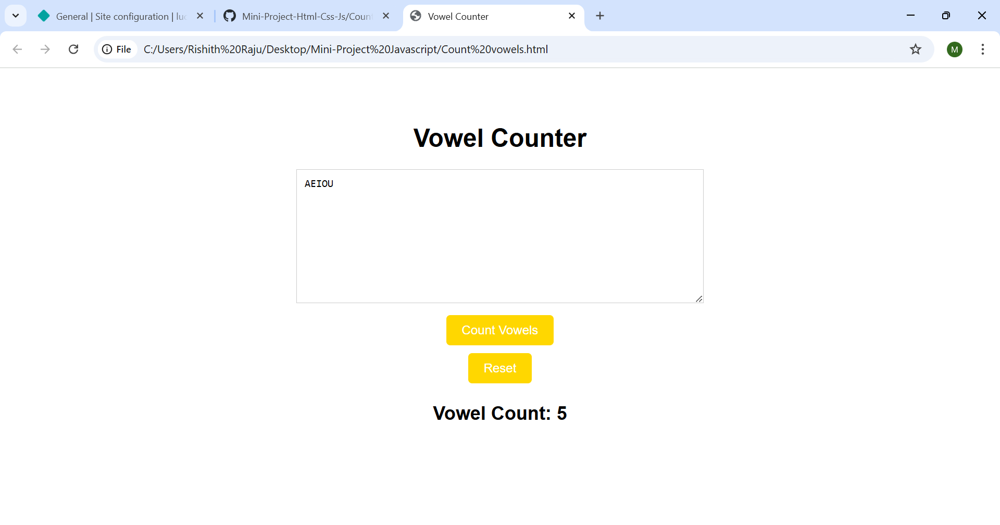 General | Site configuration | luc
Mini-Project-Html-Css-Js/Coun
Vowel Counter
File
C:/Users/Rishith%20Raju/Desktop/Mini-Project%20Javascript/Count%20vowels.html
M
Vowel Counter
AEIOU
Count Vowels
Reset
Vowel Count: 5